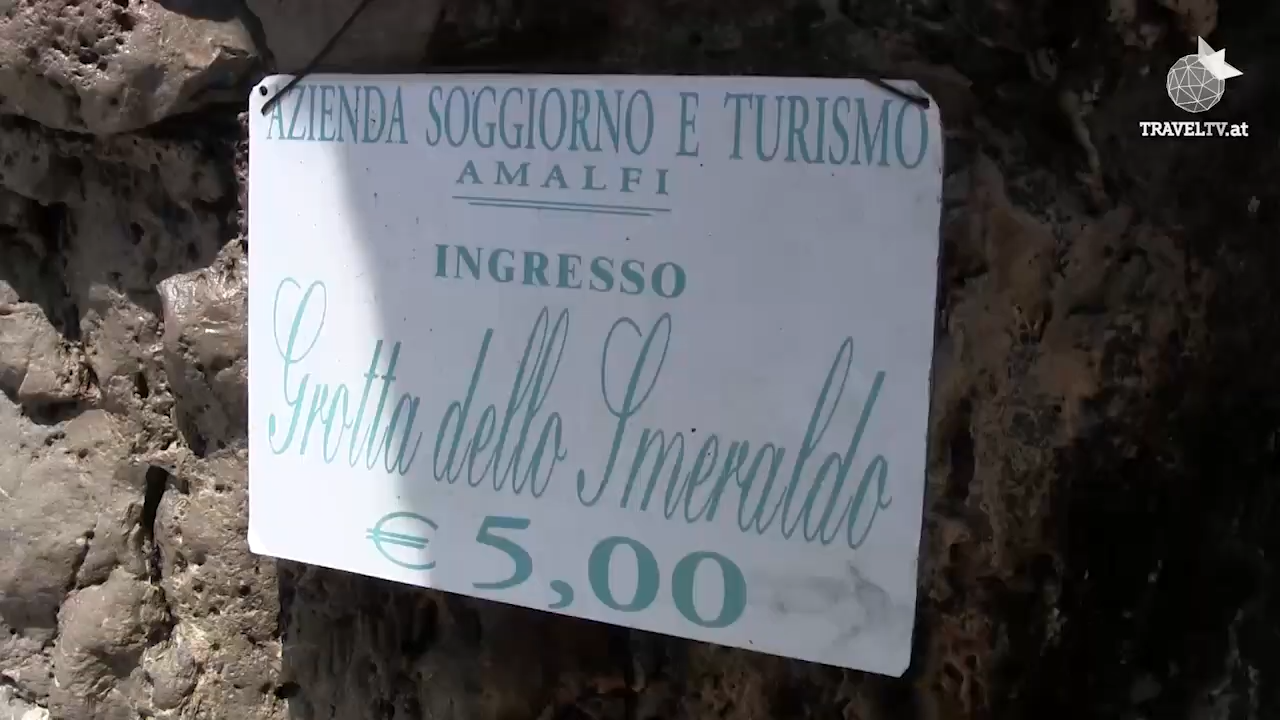 AZIENDA SOGGIORNO E TURISMO
AMALFI
INGRESSO
Grotta dello Smeraldo
€ 5,00
TRAVELTV.at